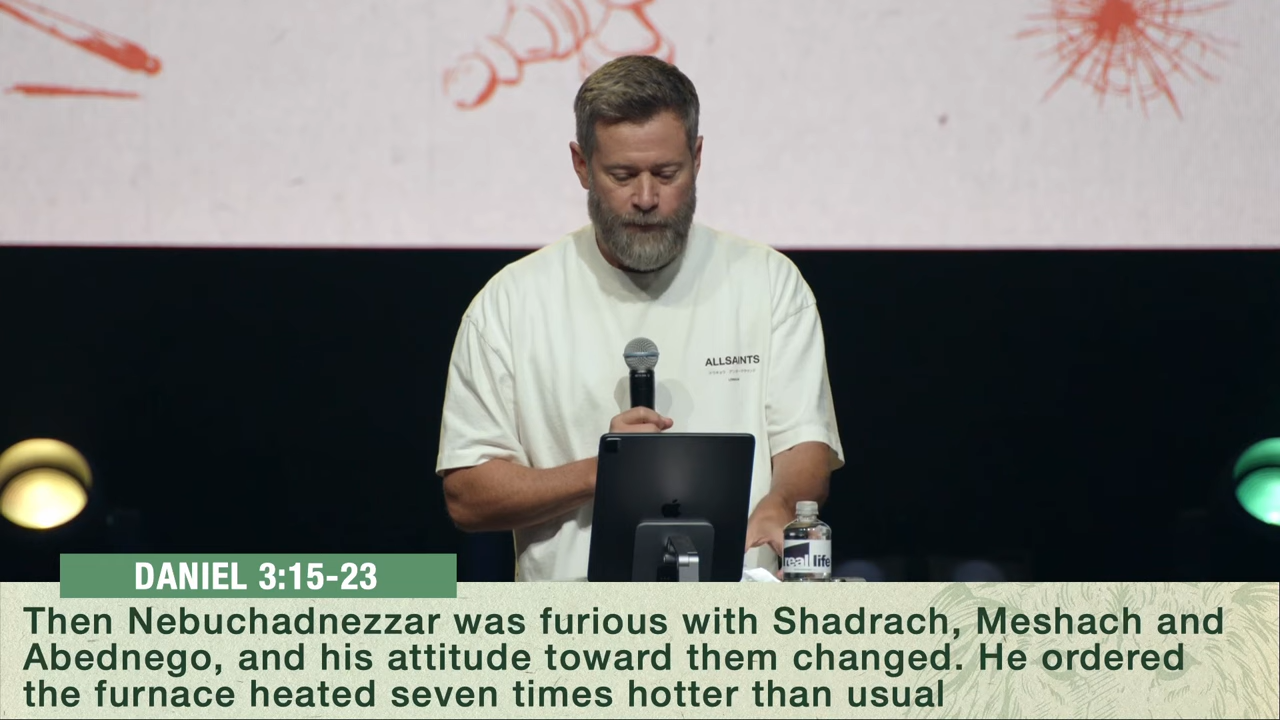 ALLSAINTS
real life
DANIEL 3:15-23
Then Nebuchadnezzar was furious with Shadrach, Meshach and
Abednego, and his attitude toward them changed. He ordered
the furnace heated seven times hotter than usual